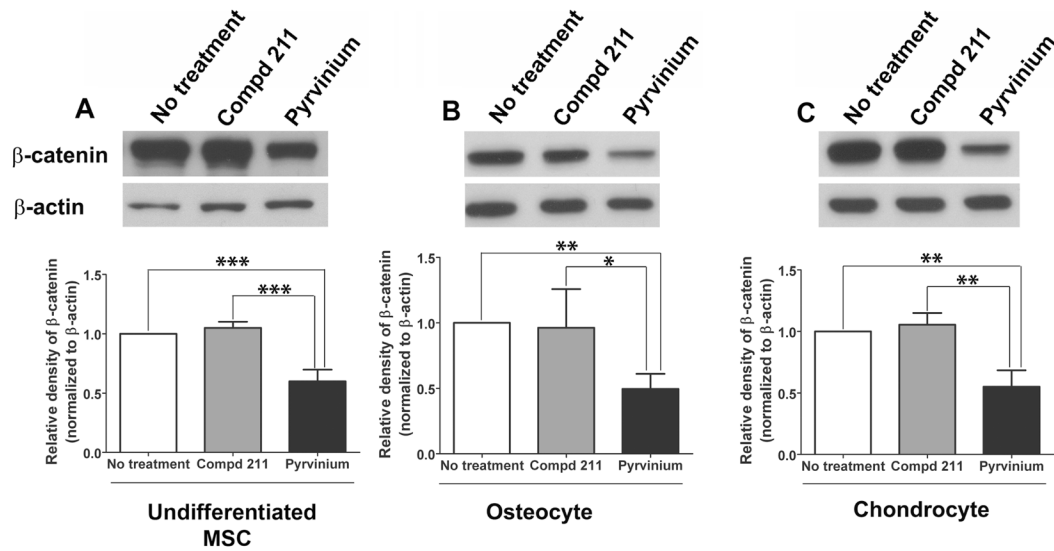 A
No treatment
Compd 211
Pyrvinium
β-catenin
β-actin
***
***
Relative density of β-catenin
(normalized to β-actin)
1.5
1.0
0.5
0.0
No treatment Compd 211 Pyrvinium
Undifferentiated
MSC
B
No treatment
Compd 211
Pyrvinium
**
*
Relative density of β-catenin
(normalized to β-actin)
1.5
1.0
0.5
0.0
No treatment Compd 211 Pyrvinium
Osteocyte
C
No treatment
Compd 211
Pyrvinium
**
**
Relative density of β-catenin
(normalized to β-actin)
1.5
1.0
0.5
0.0
No treatment Compd 211 Pyrvinium
Chondrocyte